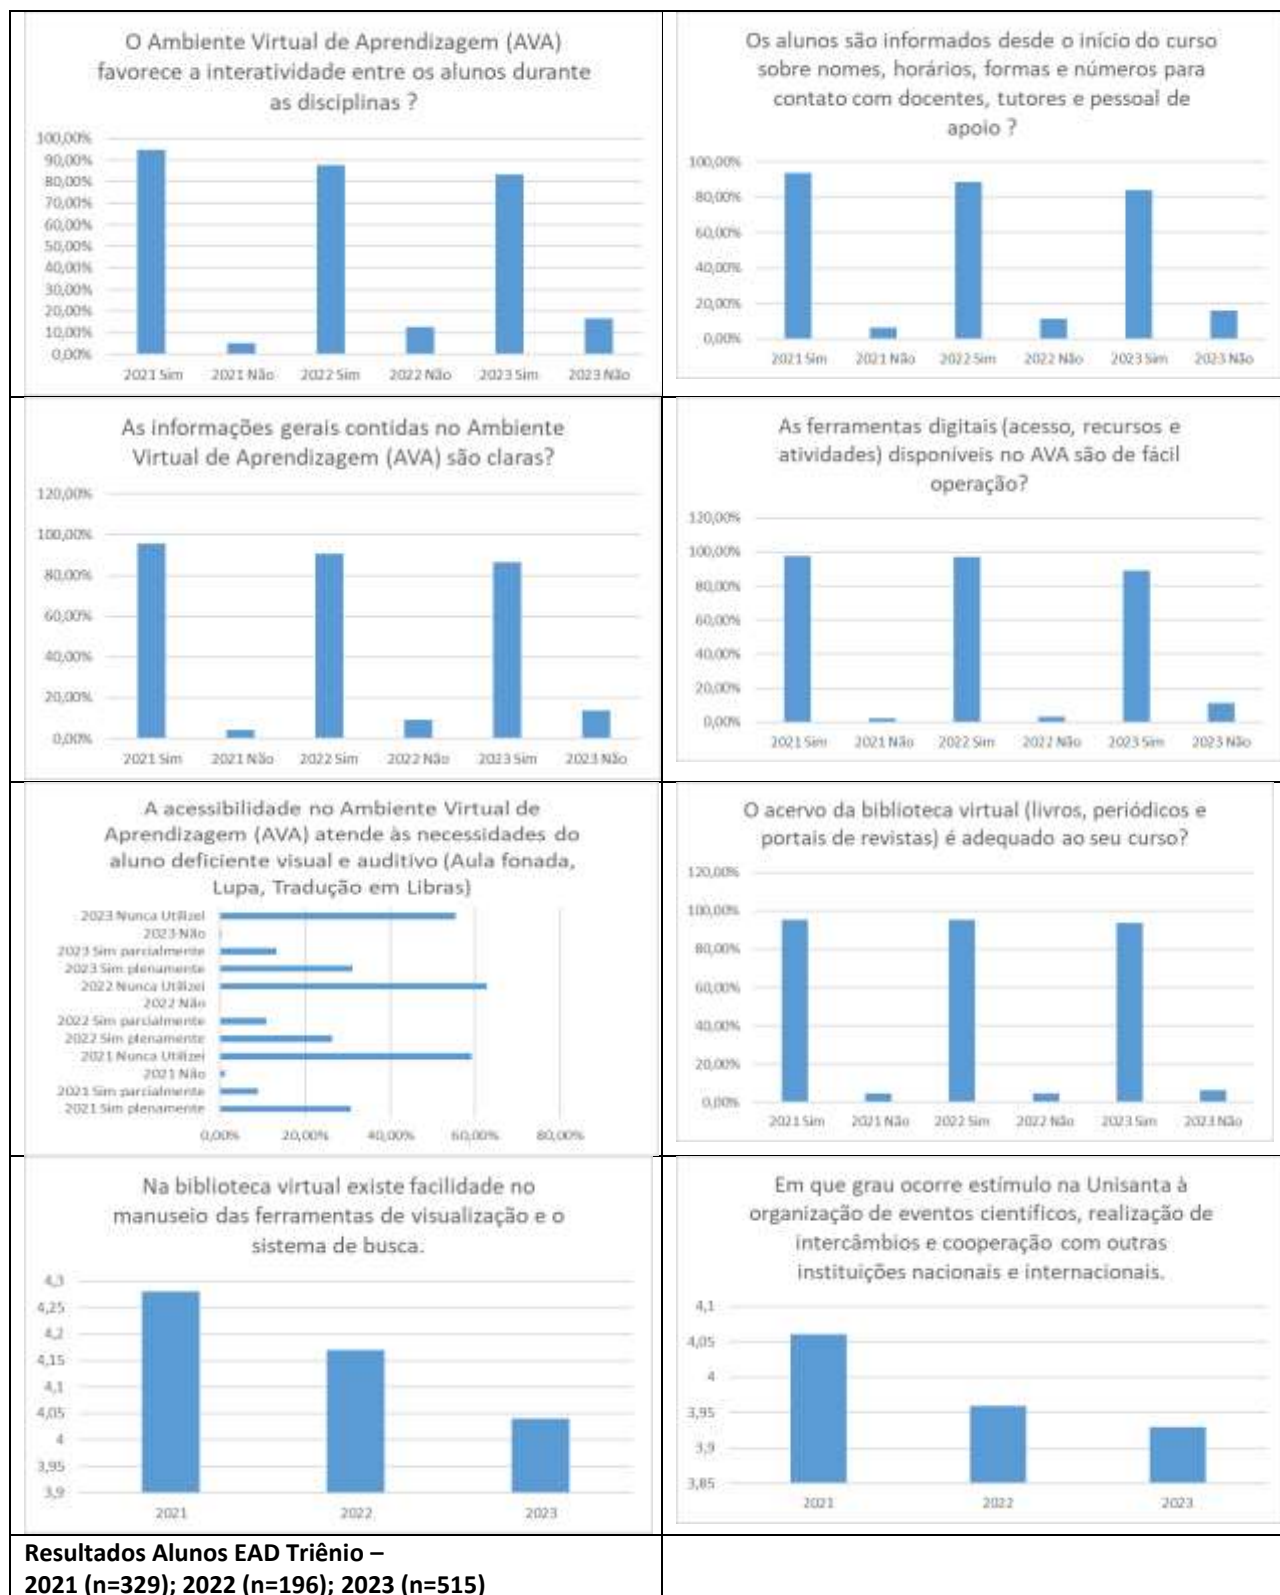 O Ambiente Virtual de Aprendizagem (AVA)
favorece a interatividade entre os alunos durante
as disciplinas ?
100,00%
90,00%
80,00%
70,00%
60,00%
50,00%
40,00%
30,00%
20,00%
10,00%
0,00%
2021 Sim 2021 Não 2022 Sim 2022 Não 2023 Sim 2023 Não
Os alunos são informados desde o início do curso
sobre nomes, horários, formas e números para
contato com docentes, tutores e pessoal de
apoio ?
100,00%
80,00%
60,00%
40,00%
20,00%
0,00%
2021 Sim 2021 Não 2022 Sim 2022 Não 2023 Sim 2023 Não
As informações gerais contidas no Ambiente
Virtual de Aprendizagem (AVA) são claras?
120,00%
100,00%
80,00%
60,00%
40,00%
20,00%
0,00%
2021 Sim 2021 Não 2022 Sim 2022 Não 2023 Sim 2023 Não
As ferramentas digitais (acesso, recursos e
atividades) disponíveis no AVA são de fácil
operação?
120,00%
100,00%
80,00%
60,00%
40,00%
20,00%
0,00%
2021 Sim 2021 Não 2022 Sim 2022 Não 2023 Sim 2023 Não
A acessibilidade no Ambiente Virtual de
Aprendizagem (AVA) atende às necessidades do
aluno deficiente visual e auditivo (Aula fonada,
Lupa, Tradução em Libras)
2023 Nunca Utilizei
2023 Não
2023 Sim parcialmente
2023 Sim plenamente
2022 Nunca Utilizei
2022 Não
2022 Sim parcialmente
2022 Sim plenamente
2021 Nunca Utilizei
2021 Não
2021 Sim parcialmente
2021 Sim plenamente
0,00% 20,00% 40,00% 60,00% 80,00%
O acervo da biblioteca virtual (livros, periódicos e
portais de revistas) é adequado ao seu curso?
120,00%
100,00%
80,00%
60,00%
40,00%
20,00%
0,00%
2021 Sim 2021 Não 2022 Sim 2022 Não 2023 Sim 2023 Não
Na biblioteca virtual existe facilidade no
manuseio das ferramentas de visualização e o
sistema de busca.
4,3
4,25
4,2
4,15
4,1
4,05
4
3,95
3,9
2021 2022 2023
Em que grau ocorre estímulo na Unisanta à
organização de eventos científicos, realização de
intercâmbios e cooperação com outras
instituições nacionais e internacionais.
4,1
4,05
4
3,95
3,9
3,85
2021 2022 2023
Resultados Alunos EAD Triênio –
2021 (n=329); 2022 (n=196); 2023 (n=515)